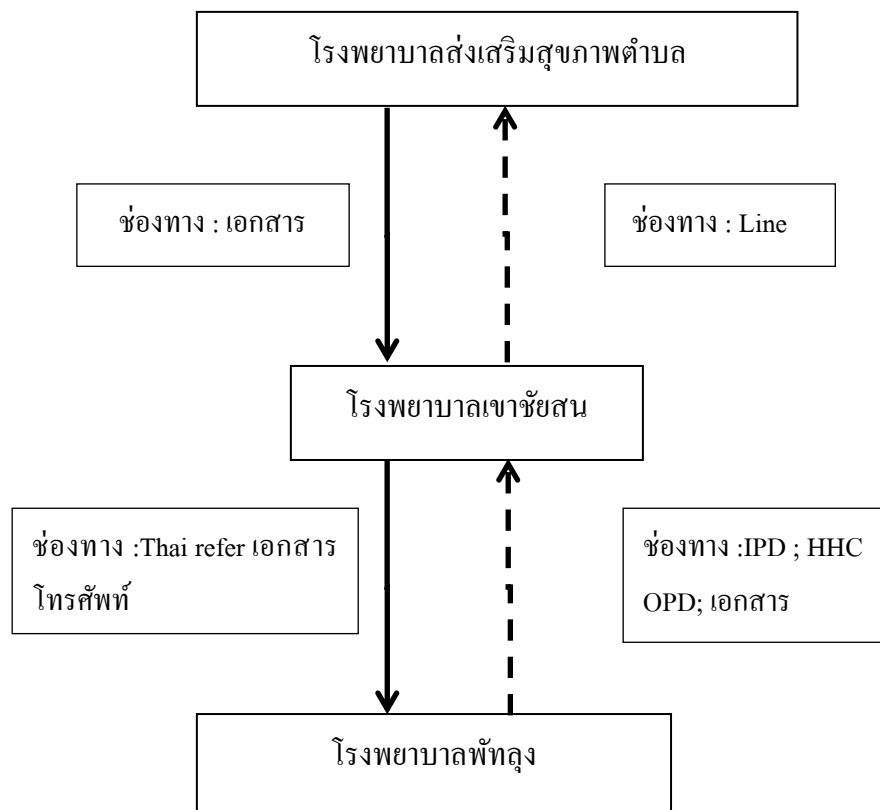 โรงพยาบาลส่งเสริมสุขภาพตำบล
ช่องทาง : เอกสาร
ช่องทาง : Line
โรงพยาบาลเขาชัยสน
ช่องทาง :Thai refer เอกสาร
โทรศัพท์
ช่องทาง :IPD ; HHC
OPD; เอกสาร
โรงพยาบาลพัทลุง